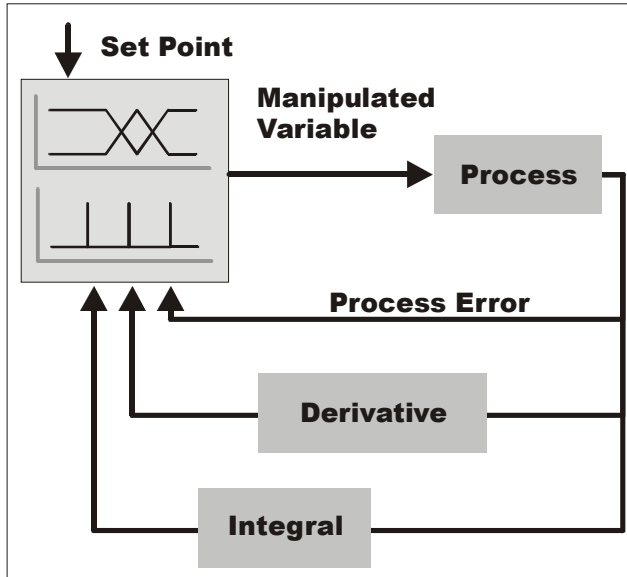 Set Point
Manipulated
Variable
Process
Process Error
Derivative
Integral